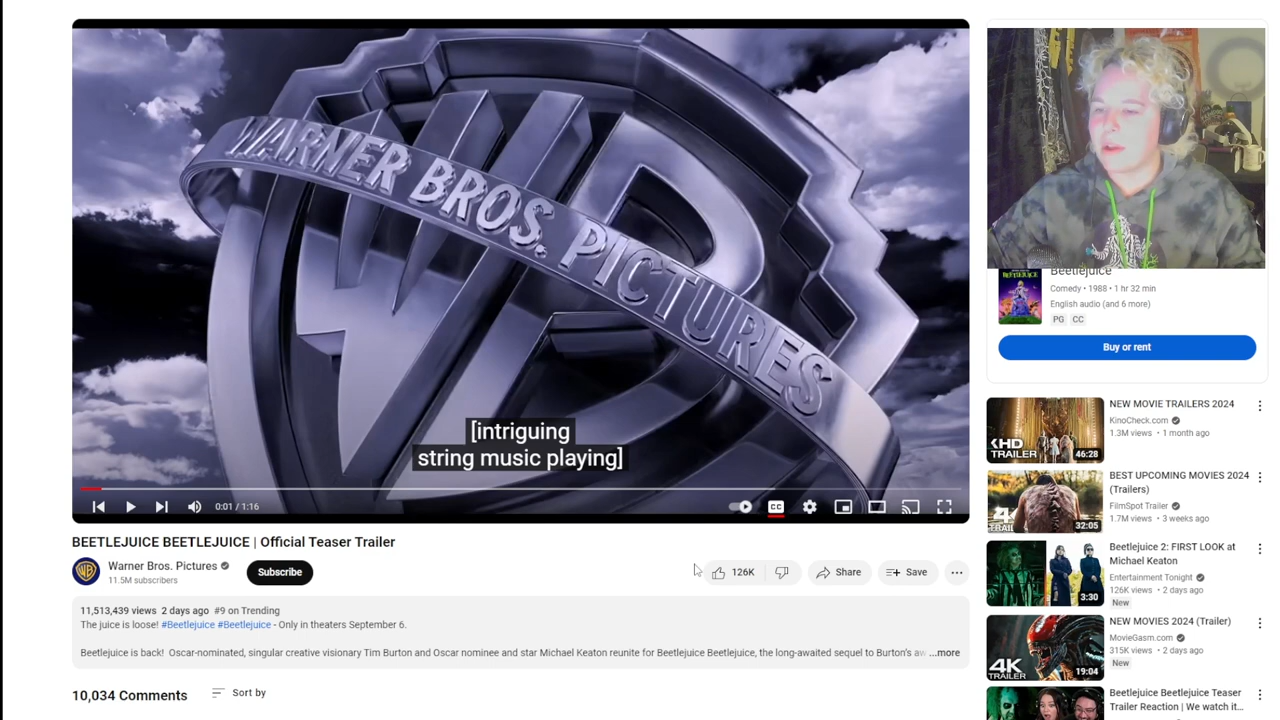 WARNER BROS. PICTURES
[intriguing
string music playing]
0:01 / 1:16
CC
BEETLEJUICE BEETLEJUICE | Official Teaser Trailer
Warner Bros. Pictures
11.5M subscribers
Subscribe
126K
Share
Save
11,513,439 views 2 days ago #9 on Trending
The juice is loose! #Beetlejuice #Beetlejuice - Only in theaters September 6.
Beetlejuice is back! Oscar-nominated, singular creative visionary Tim Burton and Oscar nominee and star Michael Keaton reunite for Beetlejuice Beetlejuice, the long-awaited sequel to Burton's aw ...more
10,034 Comments
Sort by
BEETLEJUICE
Beetlejuice
Comedy • 1988 • 1 hr 32 min
English audio (and 6 more)
PG CC
Buy or rent
HD
TRAILER
46:28
NEW MOVIE TRAILERS 2024
KinoCheck.com
1.3M views • 1 month ago
4K
TRAIL
32:05
BEST UPCOMING MOVIES 2024
(Trailers)
FilmSpot Trailer
1.7M views • 3 weeks ago
3:30
Beetlejuice 2: FIRST LOOK at
Michael Keaton
Entertainment Tonight
126K views • 2 days ago
New
4K
TRAILER
19:04
NEW MOVIES 2024 (Trailer)
MovieGasm.com
315K views • 2 days ago
New
Beetlejuice Beetlejuice Teaser
Trailer Reaction | We watch it...